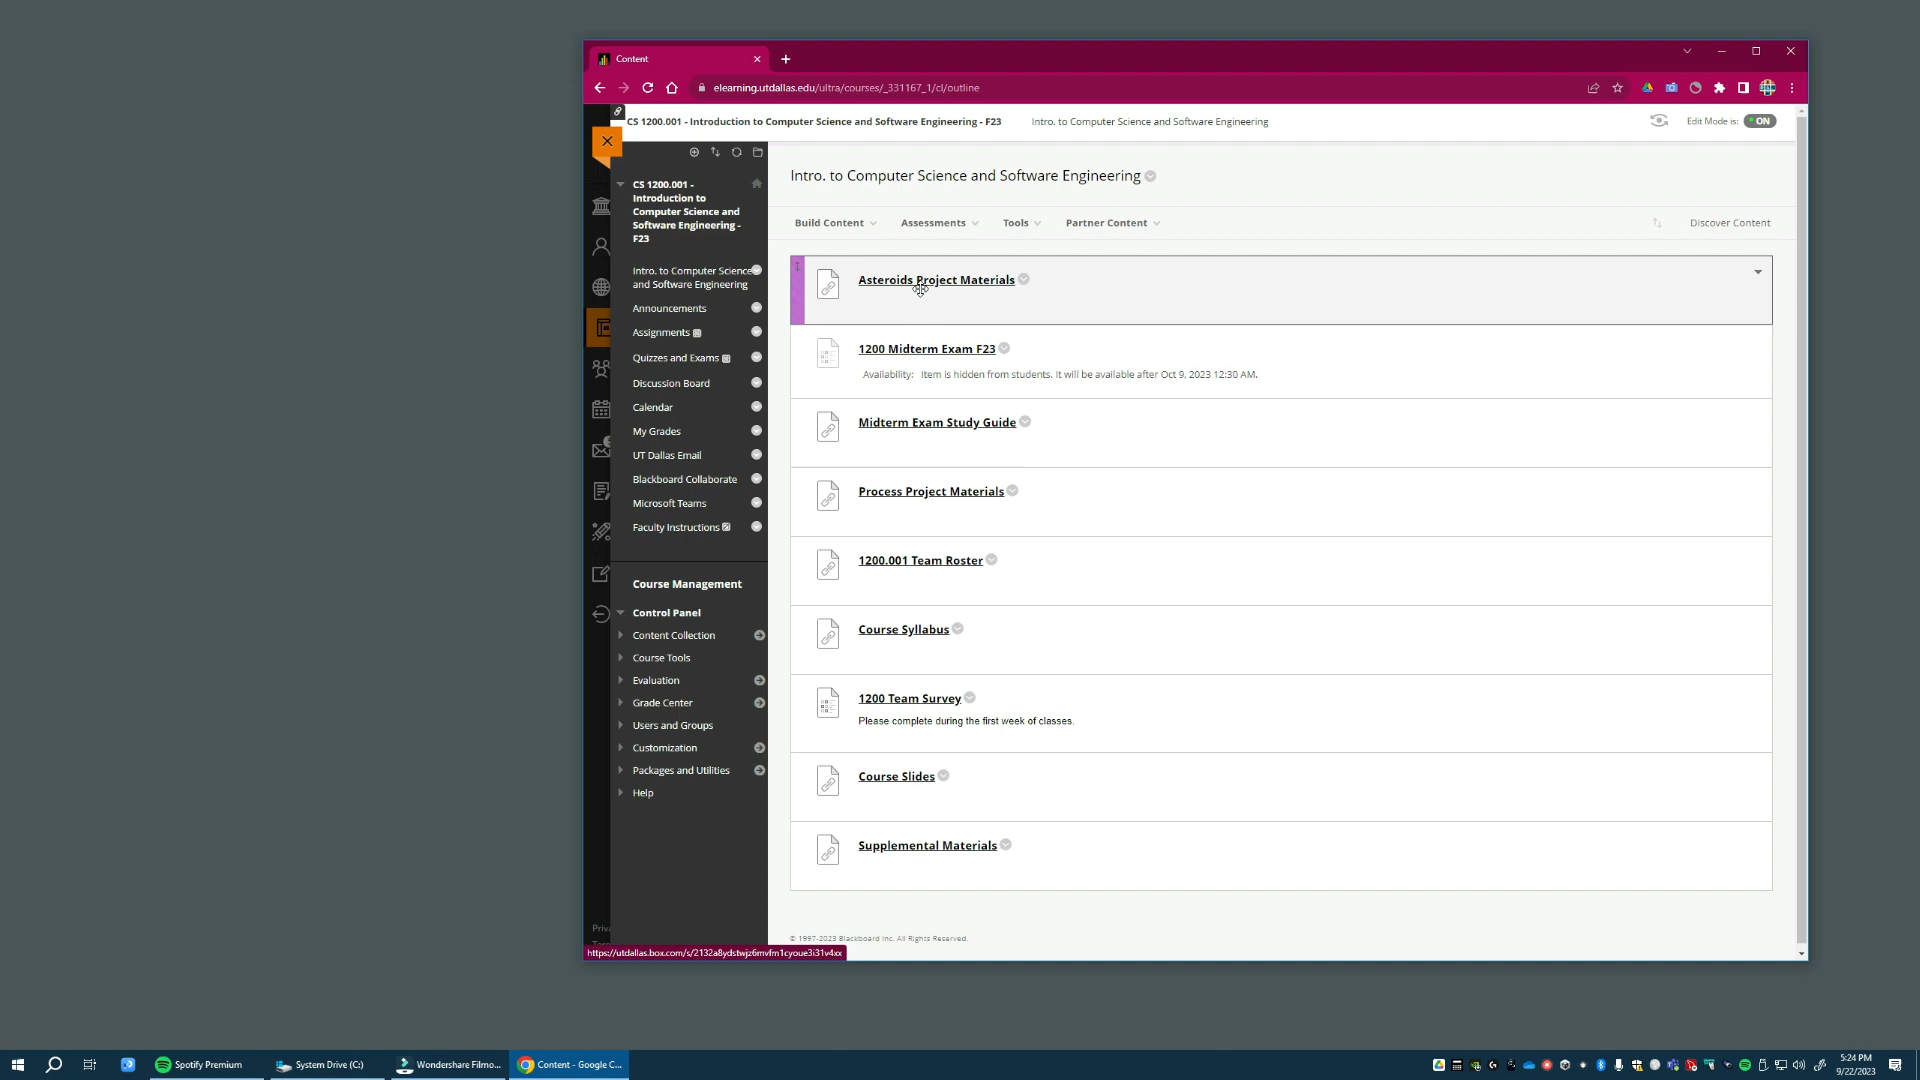 Content
elearning.utdallas.edu/ultra/courses/_331167_1/cl/outline
CS 1200.001 - Introduction to Computer Science and Software Engineering - F23
Intro. to Computer Science and Software Engineering
Edit Mode is:
ON
CS 1200.001 -
Introduction to
Computer Science and
Software Engineering -
F23
Intro. to Computer Science
and Software Engineering
Announcements
Assignments
Quizzes and Exams
Discussion Board
Calendar
My Grades
UT Dallas Email
Blackboard Collaborate
Microsoft Teams
Faculty Instructions
Course Management
Control Panel
Content Collection
Course Tools
Evaluation
Grade Center
Users and Groups
Customization
Packages and Utilities
Help
Intro. to Computer Science and Software Engineering
Build Content
Assessments
Tools
Partner Content
Discover Content
Asteroids Project Materials
1200 Midterm Exam F23
Availability: Item is hidden from students. It will be available after Oct 9, 2023 12:30 AM.
Midterm Exam Study Guide
Process Project Materials
1200.001 Team Roster
Course Syllabus
1200 Team Survey
Please complete during the first week of classes.
Course Slides
Supplemental Materials
© 1997-2023 Blackboard Inc. All Rights Reserved.
Priv
https://utdallas.box.com/s/2132a8ydstwjz6mvfm1cyoue3i31v4xx
Spotify Premium
System Drive (C:)
Wondershare Filmo...
Content - Google C...
5:24 PM
9/22/2023